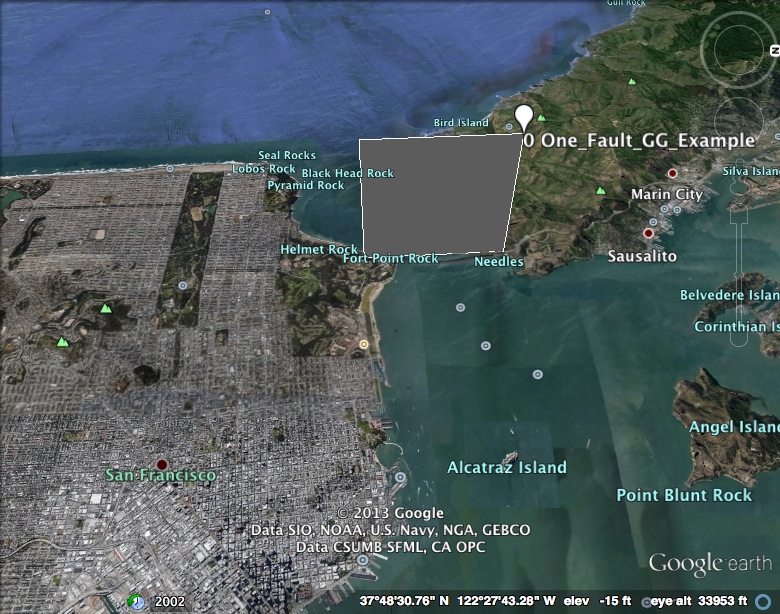 Gull Rock
Bird Island
0 One_Fault_GG_Example
Seal Rocks
Lobos Rock
Black Head Rock
Pyramid Rock
Silva Islan
Marin City
Helmet Rock
Fort Point Rock
Needles
Sausalito
Belvedere Islan
Corinthian Is
Angel Island
Alcatraz Island
San Francisco
Point Blunt Rock
© 2013 Google
Data SIO, NOAA, U.S. Navy, NGA, GEBCO
Data CSUMB SFML, CA OPC
Google earth
2002
37°48'30.76" N 122°27'43.28" W elev -15 ft eye alt 33953 ft
N